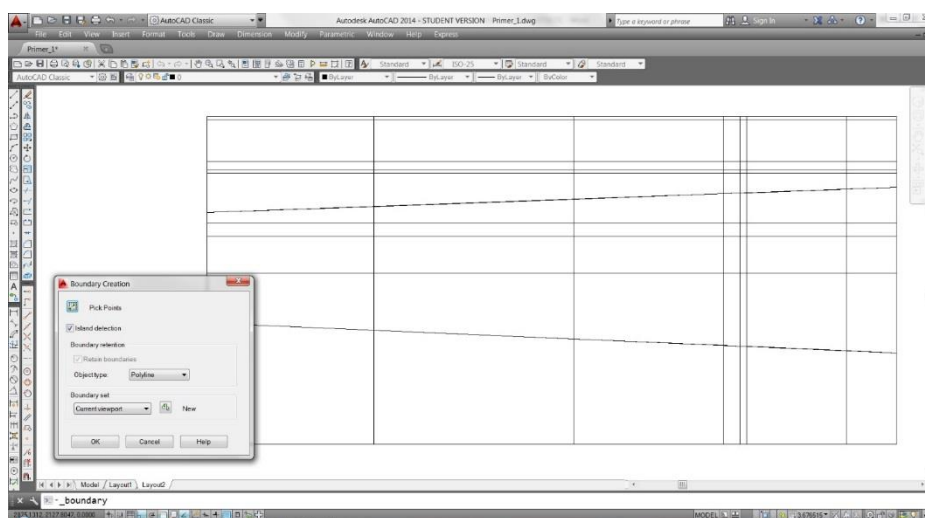 AutoCAD Classic
Autodesk AutoCAD 2014 - STUDENT VERSION Primer_1.dwg
Type a keyword or phrase
Sign In
File Edit View Insert Format Tools Draw Dimension Modify Parametric Window Help Express
Primer_1*
Standard ISO-25 Standard Standard
AutoCAD Classic 0 ByLayer ByLayer ByLayer ByColor
Boundary Creation
Pick Points
Island detection
Boundary retention
Retain boundaries
Object type: Polyline
Boundary set
Current viewport New
OK Cancel Help
Model Layout1 Layout2
-_boundary
MODEL